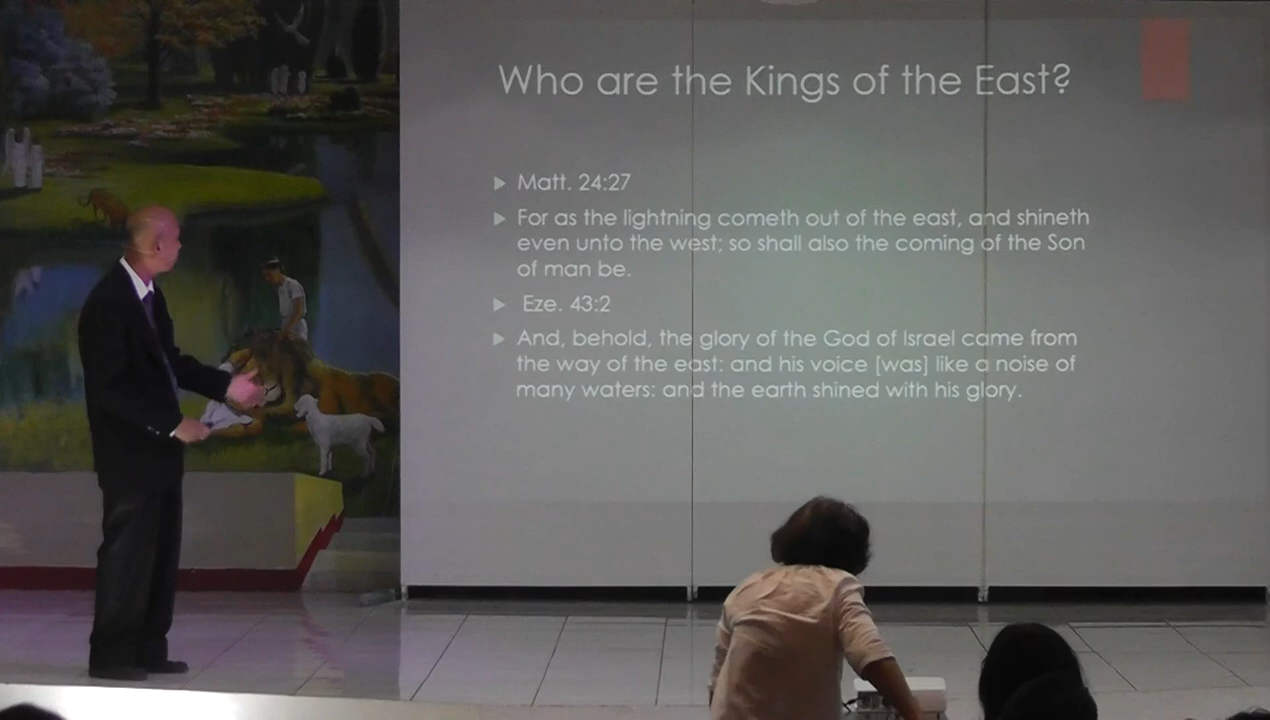 Who are the Kings of the East?
Matt. 24:27
For as the lightning cometh out of the east, and shineth
even unto the west; so shall also the coming of the Son
of man be.
Eze. 43:2
And, behold, the glory of the God of Israel came from
the way of the east: and his voice [was] like a noise of
many waters: and the earth shined with his glory.